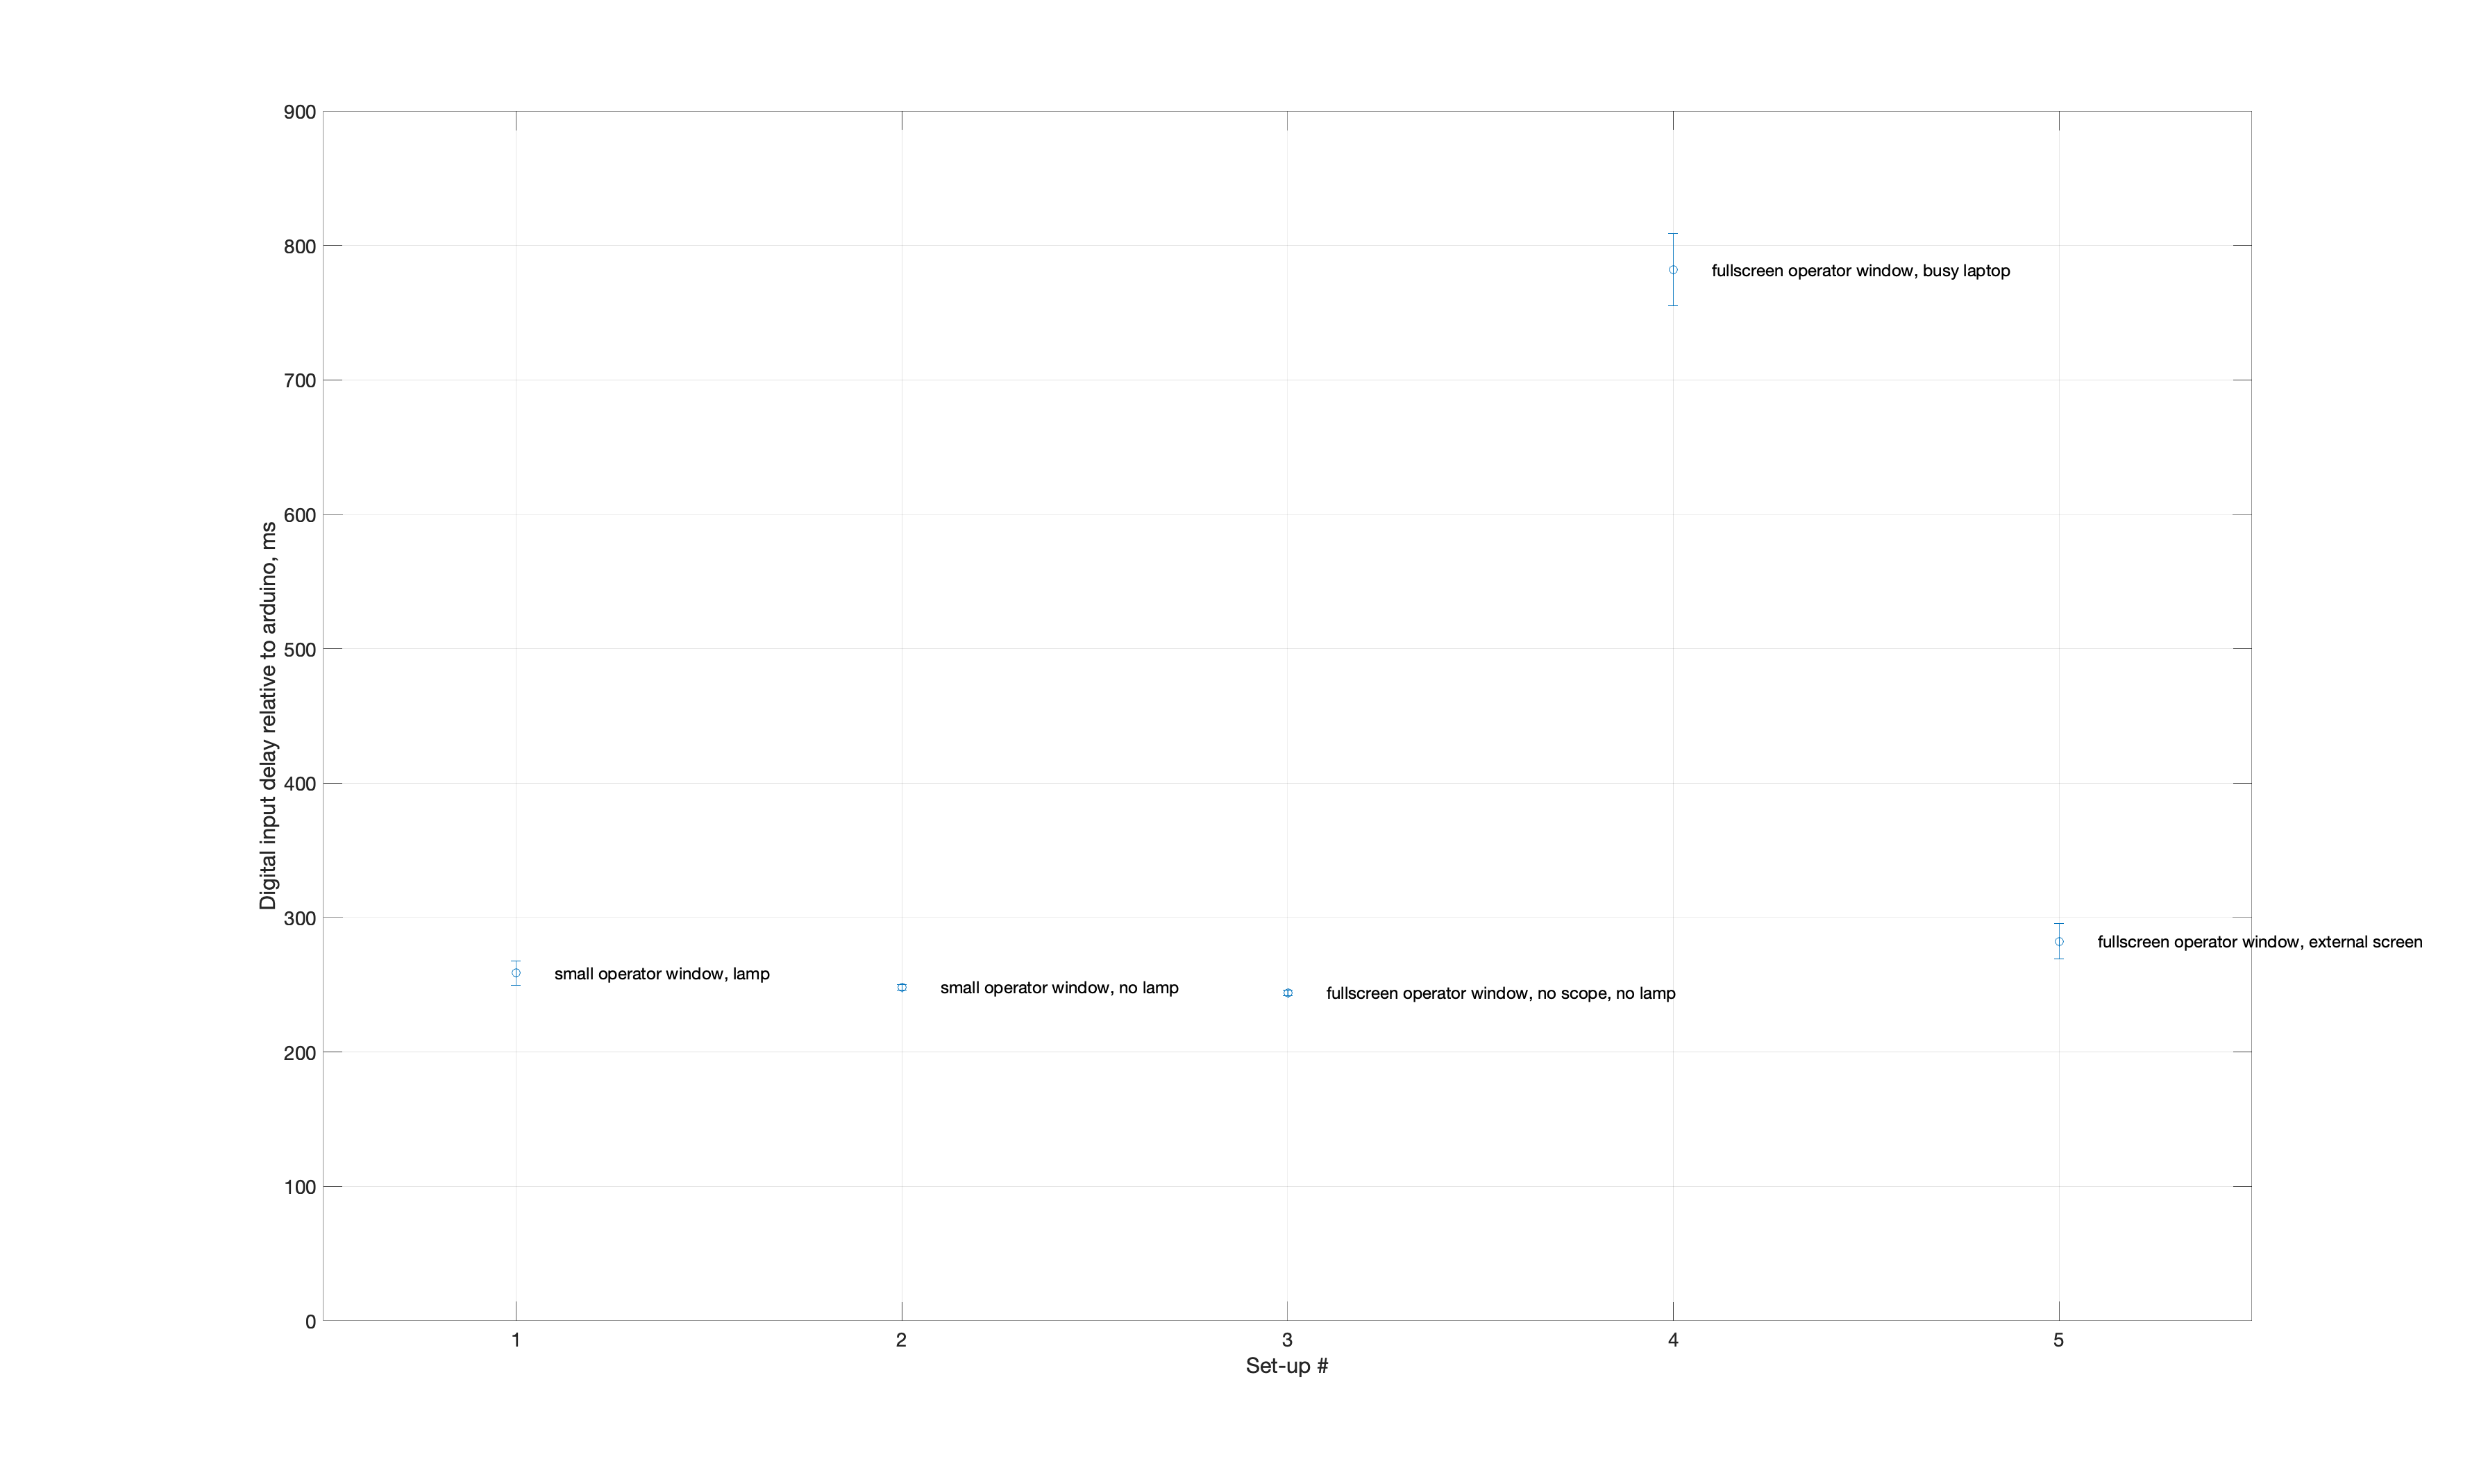 900
800
fullscreen operator window, busy laptop
700
600
500
400
Digital input delay relative to arduino, ms
300
fullscreen operator window, external screen
small operator window, lamp
small operator window, no lamp
fullscreen operator window, no scope, no lamp
200
100
0
1 2 3 4 5
Set-up #